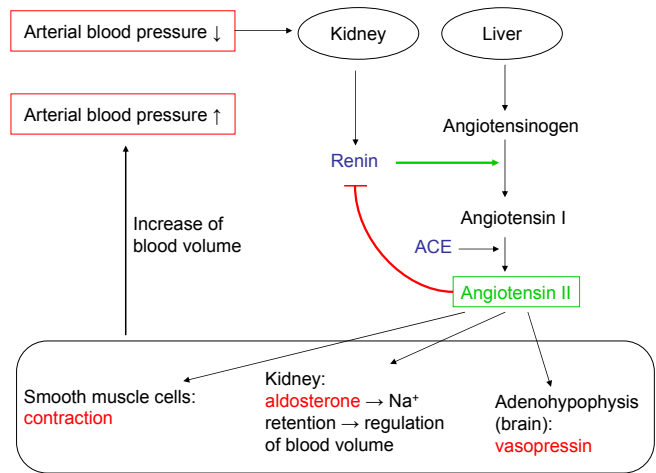 Arterial blood pressure ↓
Kidney
Liver
Arterial blood pressure ↑
Angiotensinogen
Renin
Increase of
blood volume
Angiotensin I
ACE
Angiotensin II
Smooth muscle cells:
contraction
Kidney:
aldosterone → Na⁺
retention → regulation
of blood volume
Adenohypophysis
(brain):
vasopressin